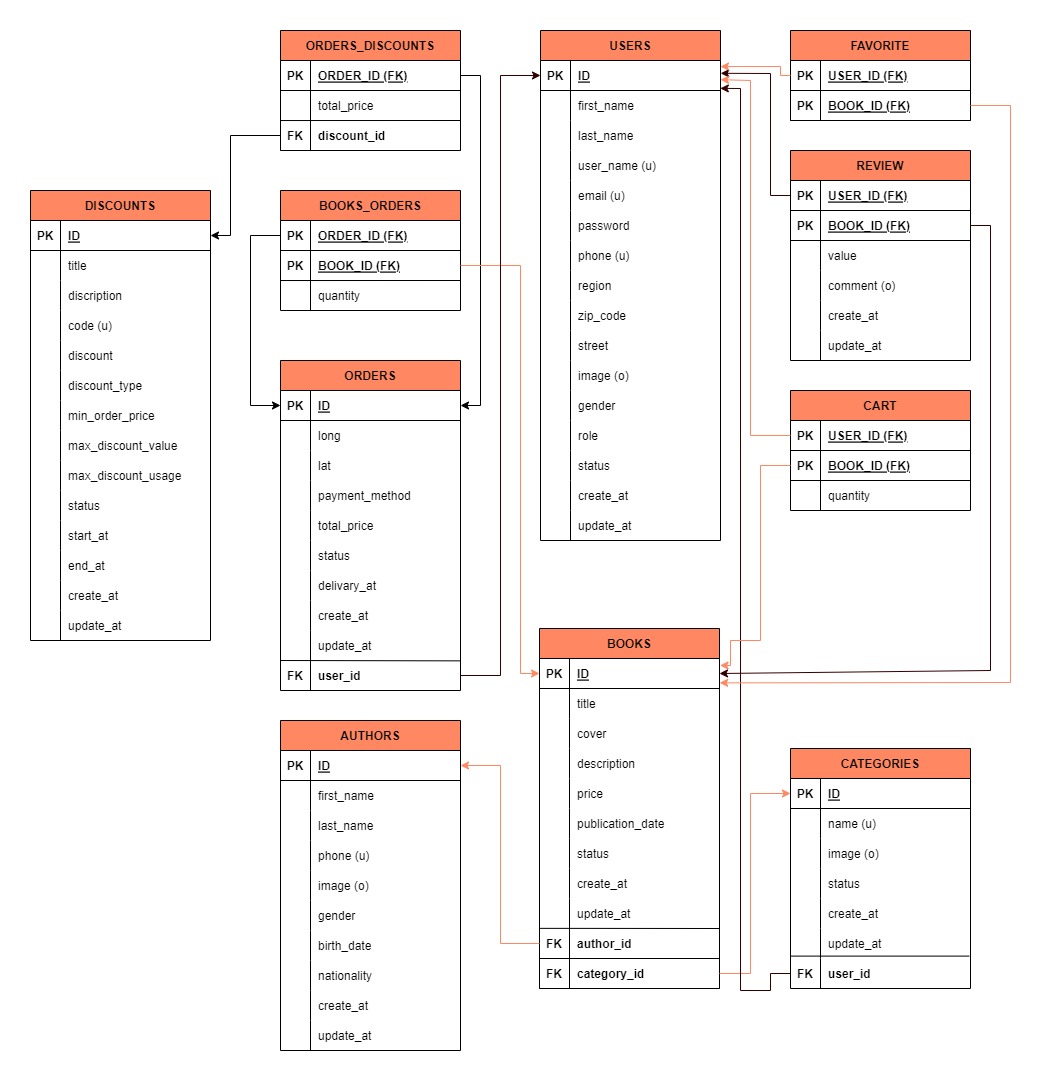 ORDERS_DISCOUNTS
PK ORDER_ID (FK)
total_price
FK discount_id
USERS
PK ID
first_name
last_name
user_name (u)
email (u)
password
phone (u)
region
zip_code
street
image (o)
gender
role
status
create_at
update_at
FAVORITE
PK USER_ID (FK)
PK BOOK_ID (FK)
REVIEW
PK USER_ID (FK)
PK BOOK_ID (FK)
value
comment (o)
create_at
update_at
DISCOUNTS
PK ID
title
discription
code (u)
discount
discount_type
min_order_price
max_discount_value
max_discount_usage
status
start_at
end_at
create_at
update_at
BOOKS_ORDERS
PK ORDER_ID (FK)
PK BOOK_ID (FK)
quantity
ORDERS
PK ID
long
lat
payment_method
total_price
status
delivary_at
create_at
update_at
FK user_id
CART
PK USER_ID (FK)
PK BOOK_ID (FK)
quantity
BOOKS
PK ID
title
cover
description
price
publication_date
status
create_at
update_at
FK author_id
FK category_id
AUTHORS
PK ID
first_name
last_name
phone (u)
image (o)
gender
birth_date
nationality
create_at
update_at
CATEGORIES
PK ID
name (u)
image (o)
status
create_at
update_at
FK user_id